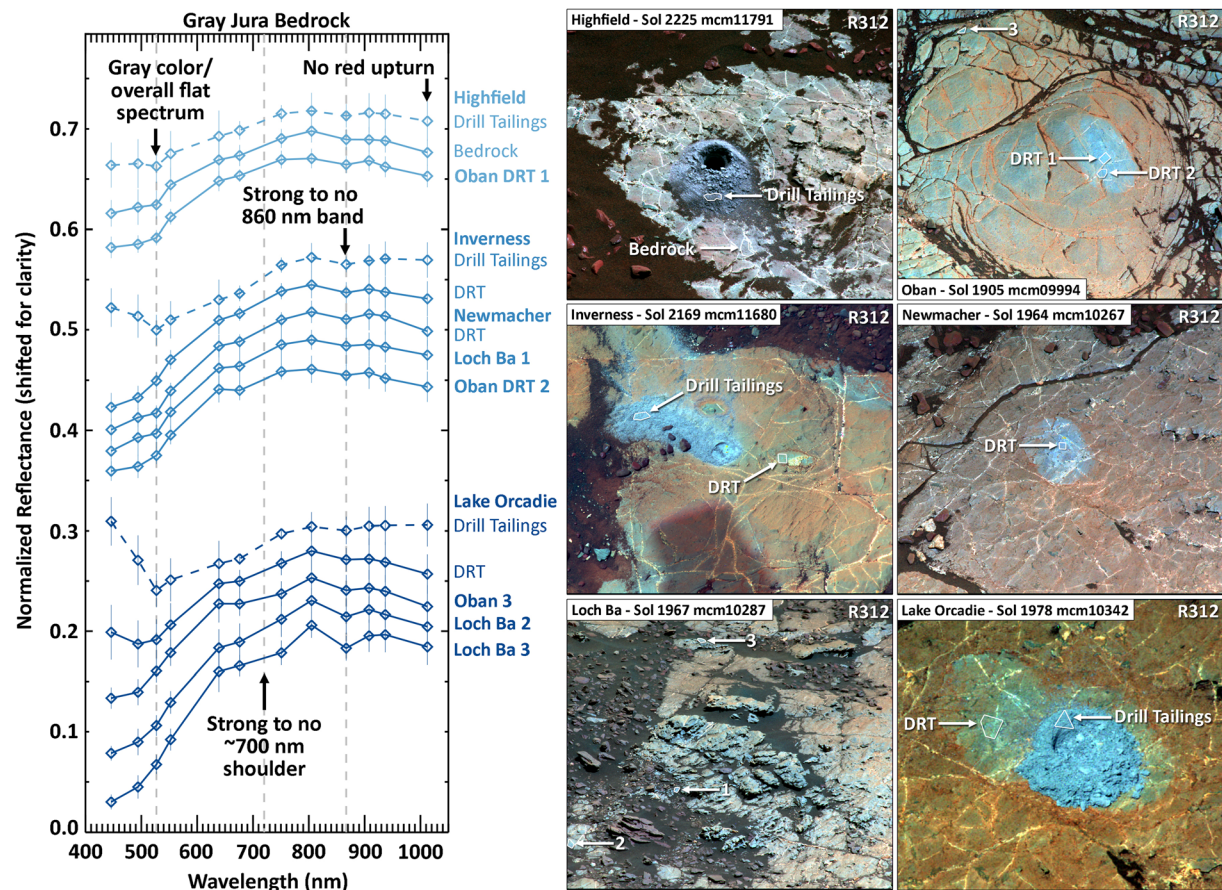 Gray Jura Bedrock
Gray color/
overall flat
spectrum
No red upturn
Highfield
Drill Tailings
Bedrock
Oban DRT 1
Strong to no
860 nm band
Inverness
Drill Tailings
DRT
Newmacher
DRT
Loch Ba 1
Oban DRT 2
Lake Orcadie
Drill Tailings
DRT
Oban 3
Loch Ba 2
Loch Ba 3
Strong to no
~700 nm
shoulder
Normalized Reflectance (shifted for clarity)
0.7
0.6
0.5
0.4
0.3
0.2
0.1
0.0
400 500 600 700 800 900 1000
Wavelength (nm)
Highfield - Sol 2225 mcm11791
R312
Drill Tailings
Bedrock
R312
3
DRT 1
DRT 2
Oban - Sol 1905 mcm09994
Inverness - Sol 2169 mcm11680
R312
Drill Tailings
DRT
Newmacher - Sol 1964 mcm10267
R312
DRT
Loch Ba - Sol 1967 mcm10287
R312
3
1
2
Lake Orcadie - Sol 1978 mcm10342
R312
DRT
Drill Tailings